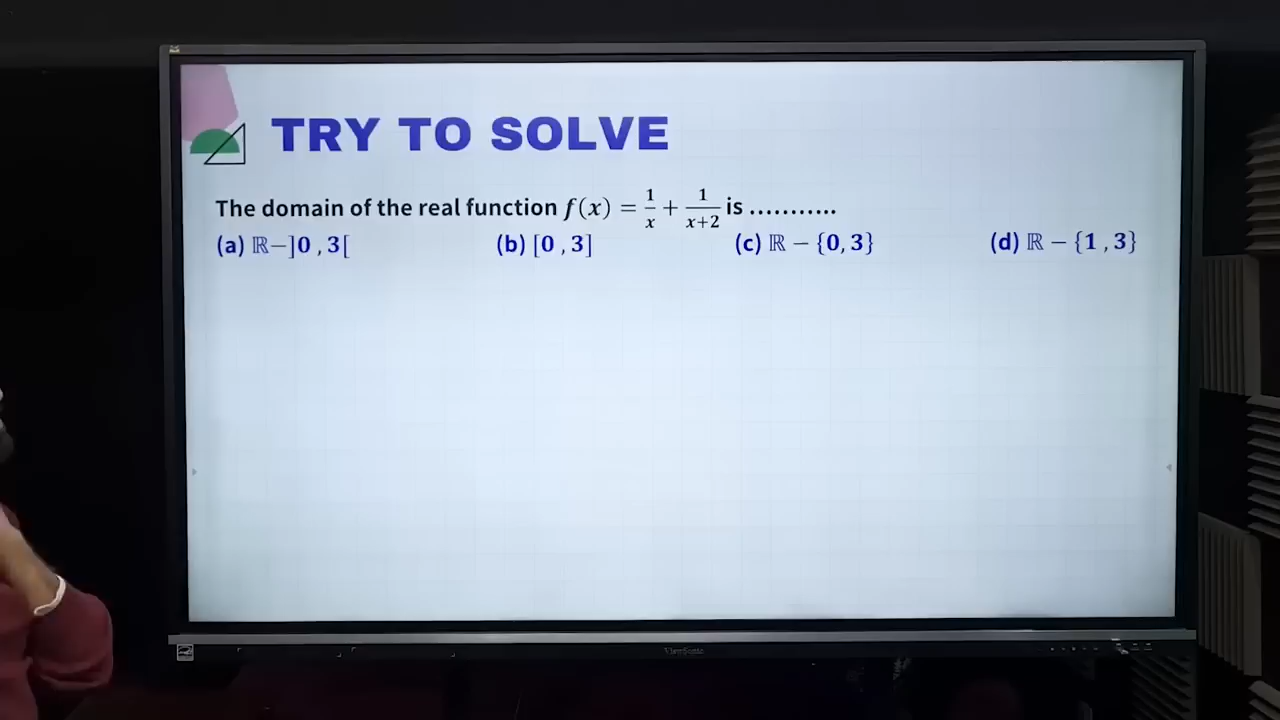 TRY TO SOLVE
The domain of the real function f(x) = 1/x + 1/(x+2) is ...........
(a) ℝ−]0 , 3[ (b) [0 , 3] (c) ℝ − {0, 3} (d) ℝ − {1 , 3}
ViewSonic